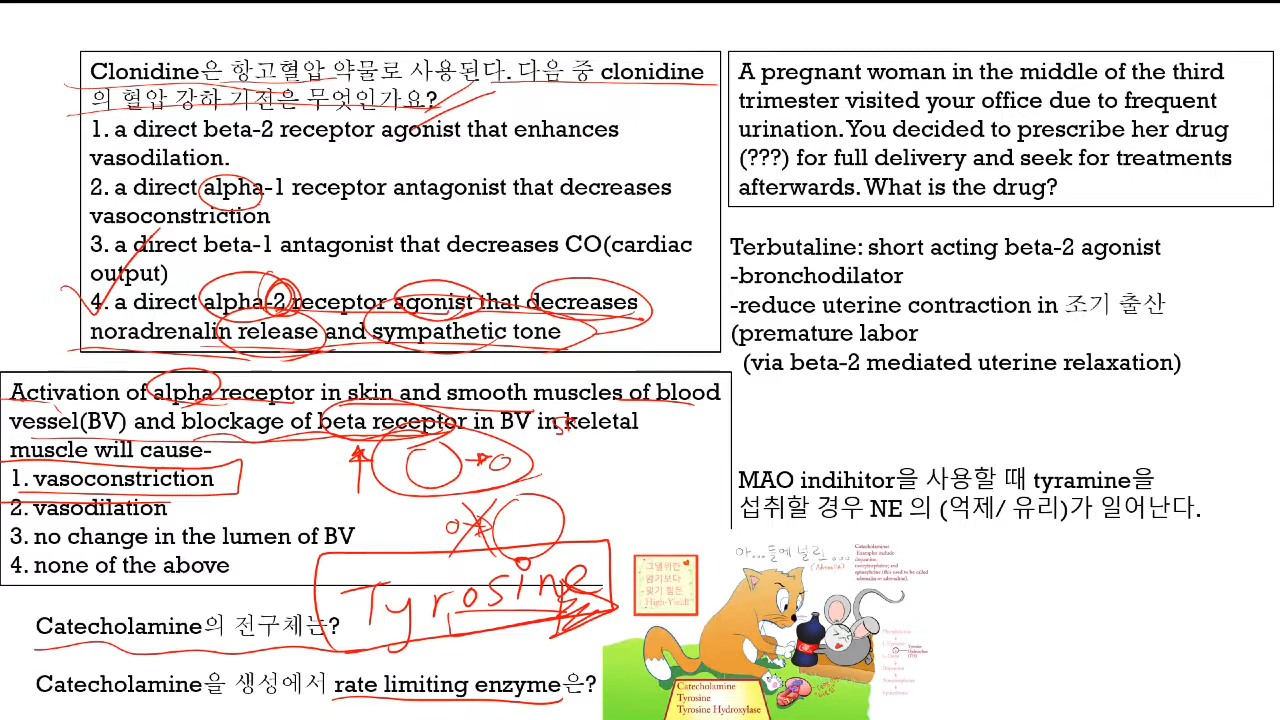 Clonidine은 항고혈압 약물로 사용된다. 다음 중 clonidine
의 혈압 강하 기전은 무엇인가요?
1. a direct beta-2 receptor agonist that enhances
vasodilation.
2. a direct alpha-1 receptor antagonist that decreases
vasoconstriction
3. a direct beta-1 antagonist that decreases CO(cardiac
output)
4. a direct alpha-2 receptor agonist that decreases
noradrenalin release and sympathetic tone
Activation of alpha receptor in skin and smooth muscles of blood
vessel(BV) and blockage of beta receptor in BV in keletal
muscle will cause-
1. vasoconstriction
2. vasodilation
3. no change in the lumen of BV
4. none of the above
Tyrosine
Catecholamine의 전구체는?
Catecholamine을 생성에서 rate limiting enzyme은?
A pregnant woman in the middle of the third
trimester visited your office due to frequent
urination. You decided to prescribe her drug
(???) for full delivery and seek for treatments
afterwards. What is the drug?
Terbutaline: short acting beta-2 agonist
-bronchodilator
-reduce uterine contraction in 조기 출산
(premature labor
(via beta-2 mediated uterine relaxation)
MAO indihitor을 사용할 때 tyramine을
섭취할 경우 NE 의 (억제/ 유리)가 일어난다.
그댈위한
암기보다
잊기 힘든
High-Yield!
Catecholamine
Tyrosine
Tyrosine Hydroxylase